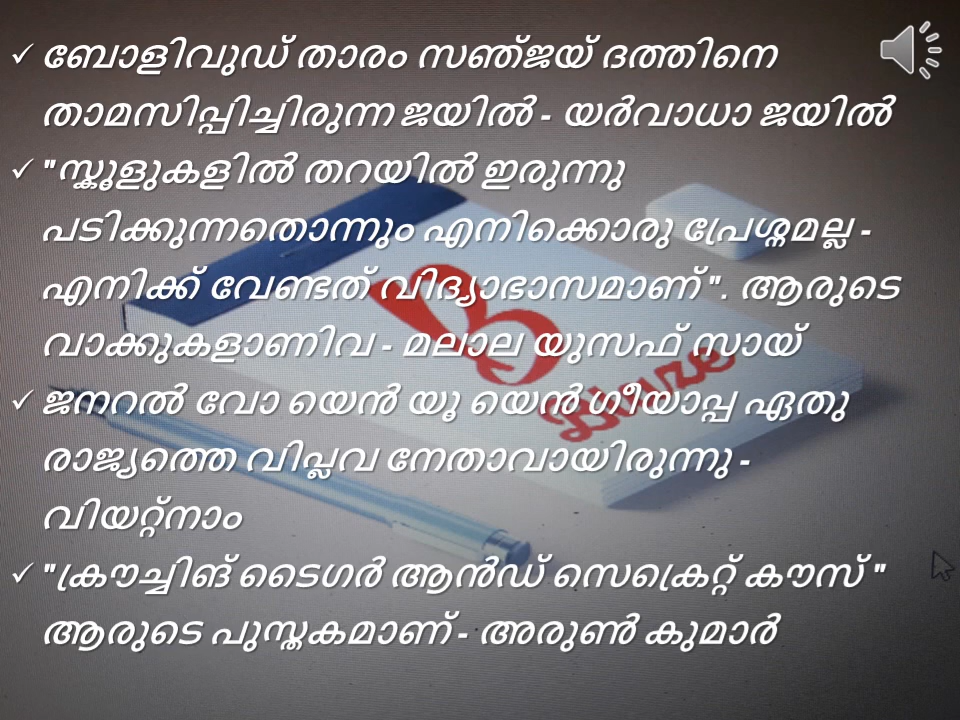 ✓ ബോളിവുഡ് താരം സഞ്ജയ് ദത്തിനെ
താമസിപ്പിച്ചിരുന്ന ജയിൽ - യർവാധാ ജയിൽ
✓ "സ്കൂളുകളിൽ തറയിൽ ഇരുന്നു
പടിക്കുന്നതൊന്നും എനിക്കൊരു പ്രേശ്നമല്ല -
എനിക്ക് വേണ്ടത് വിദ്യാഭാസമാണ് ". ആരുടെ
വാക്കുകളാണിവ - മലാല യുസഫ് സായ്
✓ ജനറൽ വോ യെൻ യൂ യെൻ ഗീയാപ്പ ഏതു
രാജ്യത്തെ വിപ്ലവ നേതാവായിരുന്നു -
വിയറ്റ്നാം
✓ "ക്രൗച്ചിങ് ടൈഗർ ആൻഡ് സെക്രെറ്റ് കൗസ് "
ആരുടെ പുസ്തകമാണ് - അരുൺ കുമാർ